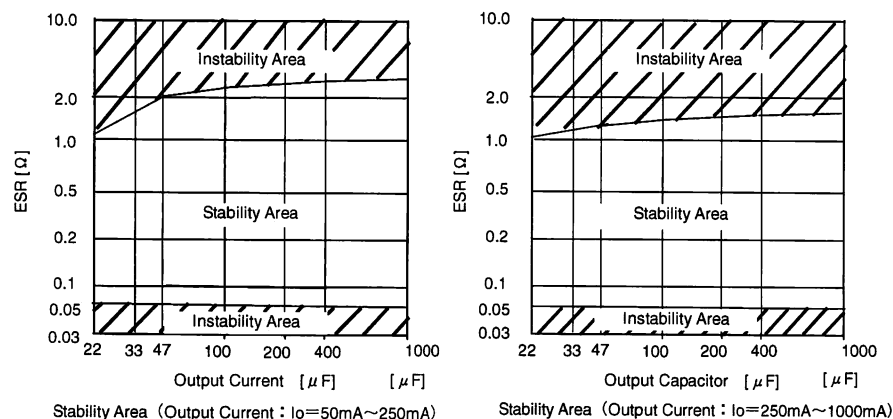 10.0
2.0
1.0
0.5
0.2
0.1
0.05
0.03
ESR [Ω]
Instability Area
Stability Area
Instability Area
22 33 47 100 200 400 1000
Output Current [μF] [μF]
Stability Area (Output Current : Io=50mA~250mA)
10.0
2.0
1.0
0.5
0.2
0.1
0.05
0.03
ESR [Ω]
Instability Area
Stability Area
Instability Area
22 33 47 100 200 400 1000
Output Capacitor [μF] [μF]
Stability Area (Output Current : Io=250mA~1000mA)